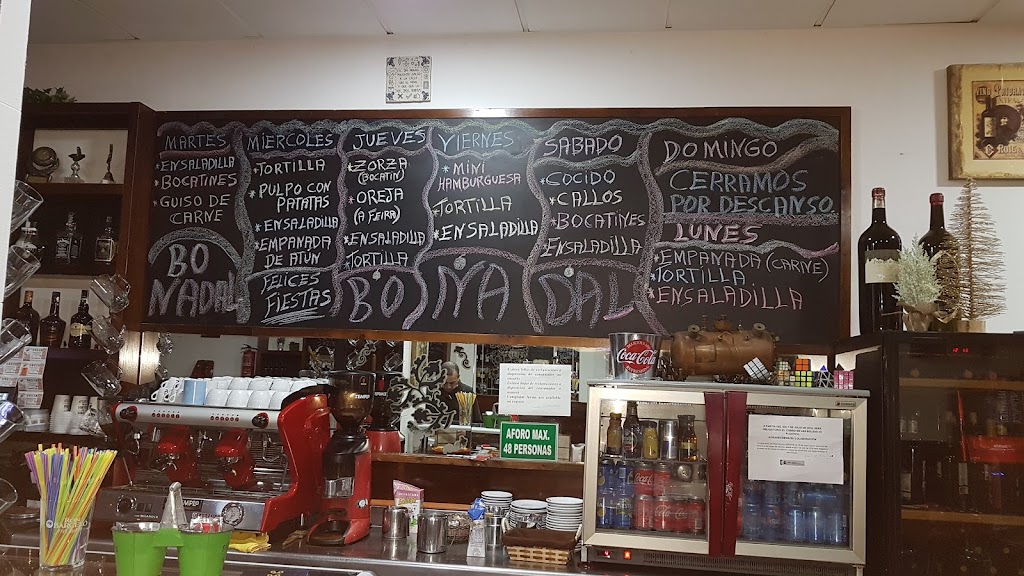 MARTES
*ENSALADILLA
*BOCATINES
*GUISO DE
CARNE
BO
NADAL
MIERCOLES
*TORTILLA
*PULPO CON
PATATAS
*ENSALADILLA
*EMPANADA
DE ATUN
FELICES
FIESTAS
JUEVES
*ZORZA
(BOCATIN)
*OREJA
(A FEIRA)
*ENSALADILLA
TORTILLA
BO
VIERNES
*MINI
HAMBURGUESA
TORTILLA
*ENSALADILLA
NA
SABADO
*COCIDO
*CALLOS
*BOCATINES
ENSALADILLA
DAL
DOMINGO
CERRAMOS
POR DESCANSO
LUNES
*EMPANADA (CARNE)
*TORTILLA
*ENSALADILLA
Coca-Cola
AFORO MAX.
48 PERSONAS